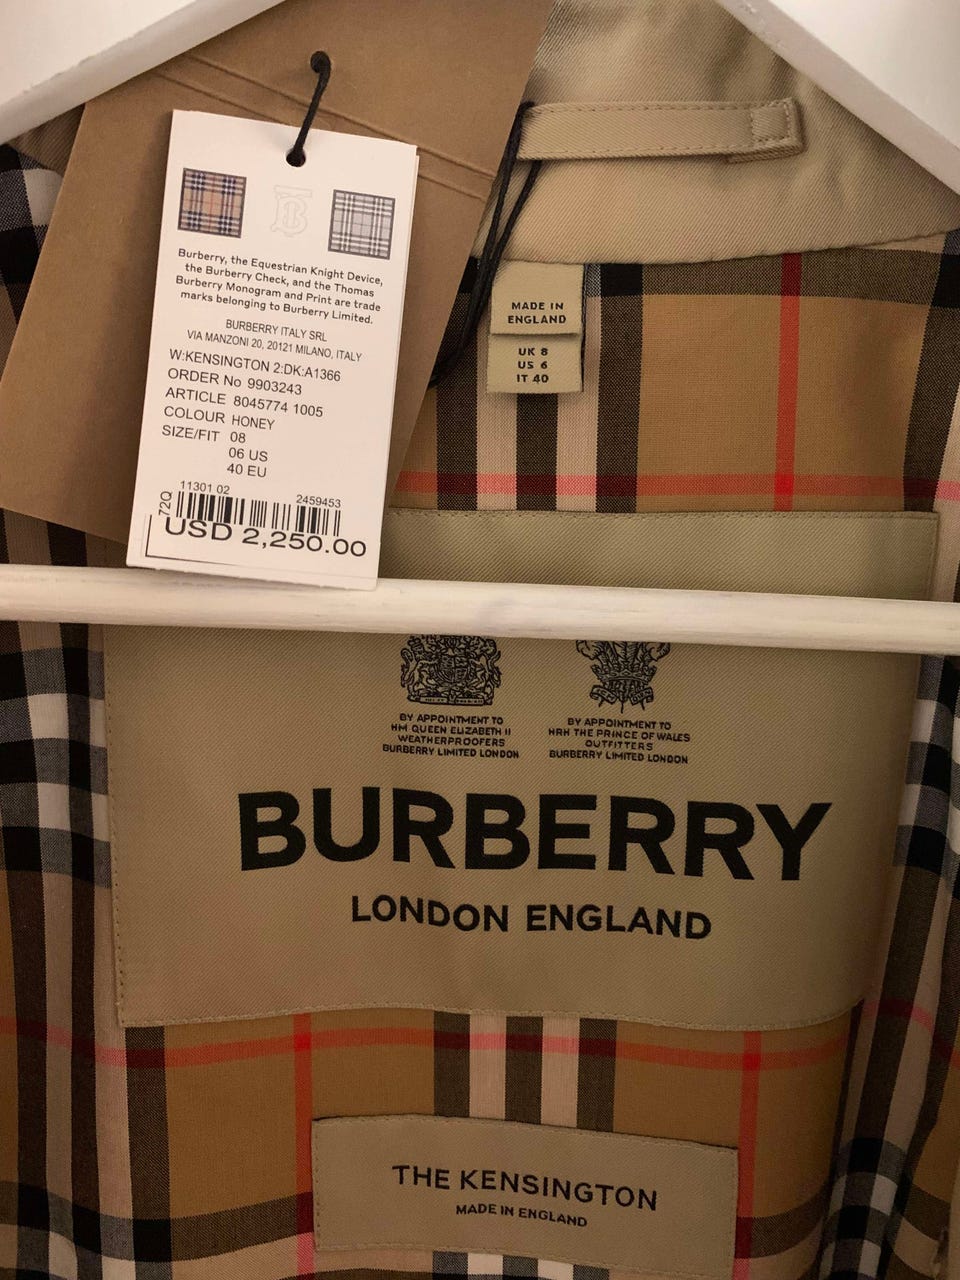 Burberry, the Equestrian Knight Device,
the Burberry Check, and the Thomas
Burberry Monogram and Print are trade
marks belonging to Burberry Limited.
BURBERRY ITALY SRL
VIA MANZONI 20, 20121 MILANO, ITALY
W:KENSINGTON 2:DK:A1366
ORDER No 9903243
ARTICLE 8045774 1005
COLOUR HONEY
SIZE/FIT 08
06 US
40 EU
11301 02 2459453
72Q
USD 2,250.00
MADE IN
ENGLAND
UK 8
US 6
IT 40
BY APPOINTMENT TO
HM QUEEN ELIZABETH II
WEATHERPROOFERS
BURBERRY LIMITED LONDON
BY APPOINTMENT TO
HRH THE PRINCE OF WALES
OUTFITTERS
BURBERRY LIMITED LONDON
BURBERRY
LONDON ENGLAND
THE KENSINGTON
MADE IN ENGLAND